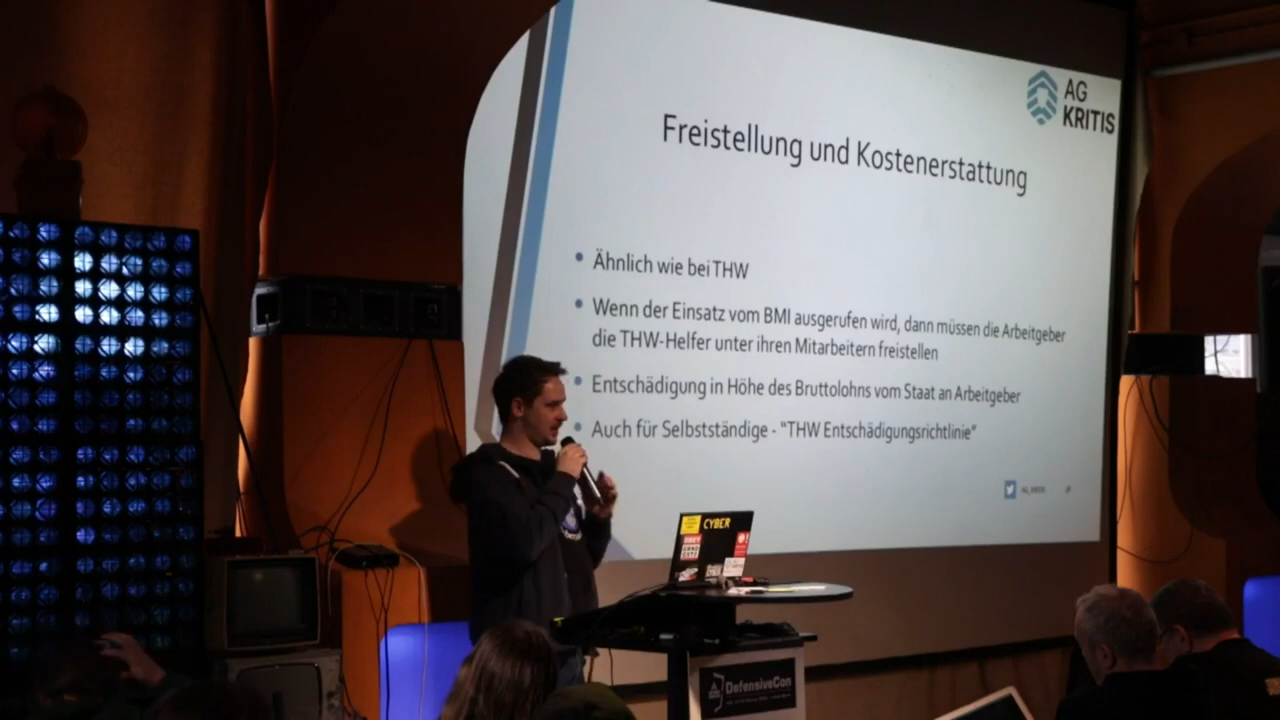 AG
KRITIS
Freistellung und Kostenerstattung
Ähnlich wie bei THW
Wenn der Einsatz vom BMI ausgerufen wird, dann müssen die Arbeitgeber
die THW-Helfer unter ihren Mitarbeitern freistellen
Entschädigung in Höhe des Bruttolohns vom Staat an Arbeitgeber
Auch für Selbstständige - "THW Entschädigungsrichtlinie"
AG_KRITIS
CYBER
DefensiveCon